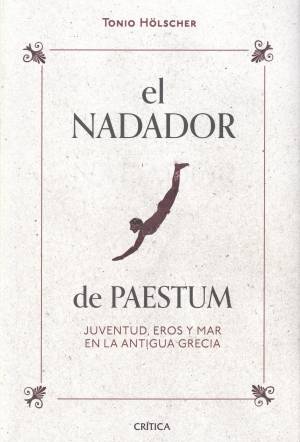 TONIO HÖLSCHER
el
NADADOR
de PAESTUM
JUVENTUD, EROS Y MAR
EN LA ANTIGUA GRECIA
CRÍTICA